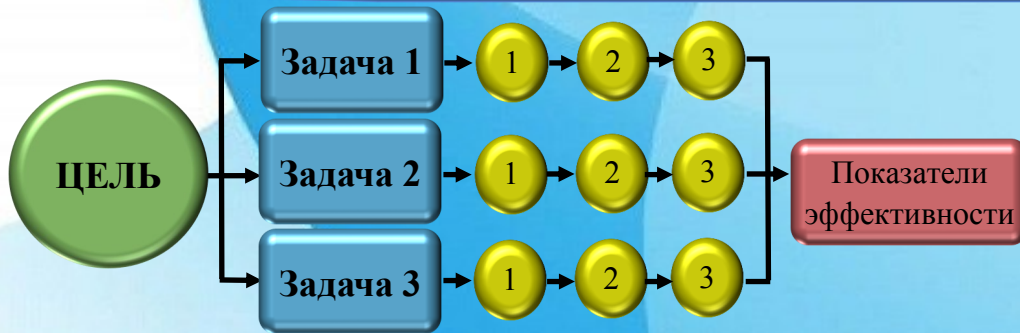 Задача 1
1
2
3
ЦЕЛЬ
Задача 2
1
2
3
Показатели
эффективности
Задача 3
1
2
3